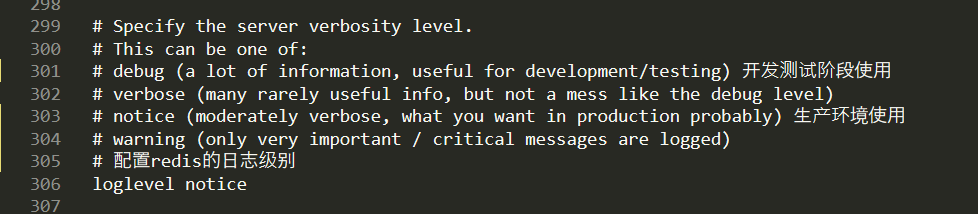 298
299 # Specify the server verbosity level.
300 # This can be one of:
301 # debug (a lot of information, useful for development/testing) 开发测试阶段使用
302 # verbose (many rarely useful info, but not a mess like the debug level)
303 # notice (moderately verbose, what you want in production probably) 生产环境使用
304 # warning (only very important / critical messages are logged)
305 # 配置redis的日志级别
306 loglevel notice
307